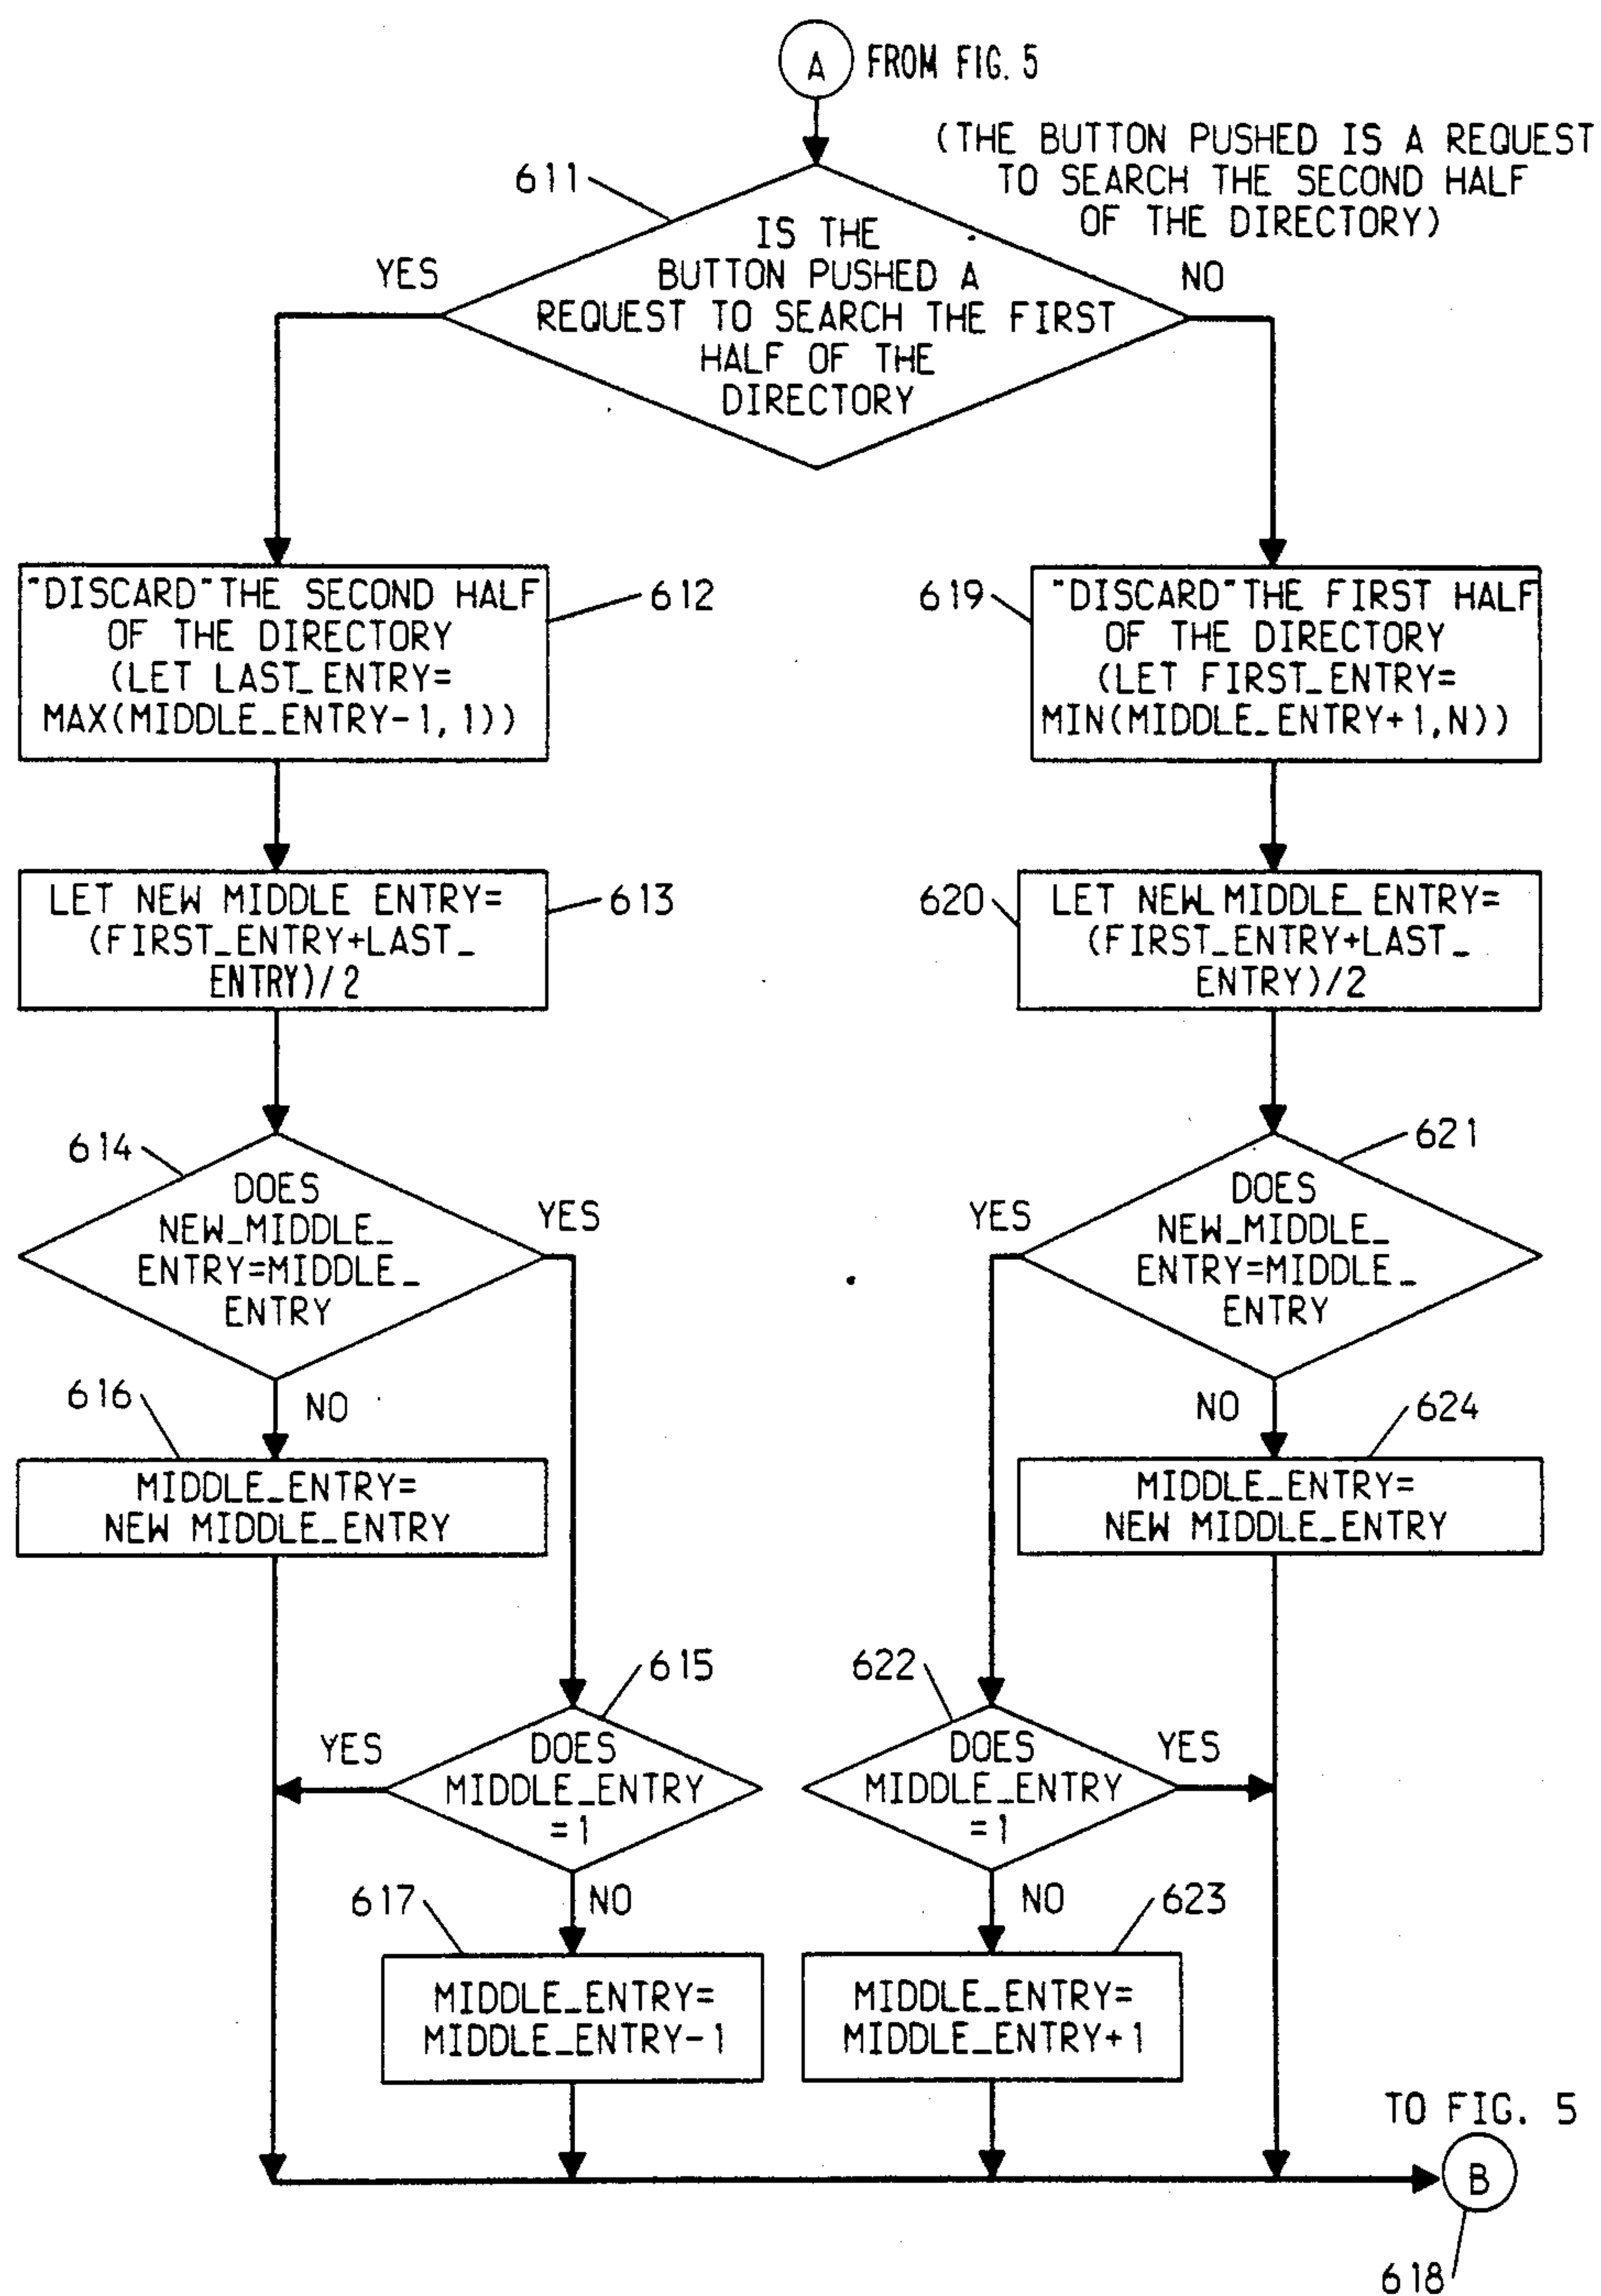 A FROM FIG. 5
(THE BUTTON PUSHED IS A REQUEST
TO SEARCH THE SECOND HALF
OF THE DIRECTORY)
611
IS THE
BUTTON PUSHED A
REQUEST TO SEARCH THE FIRST
HALF OF THE
DIRECTORY
YES
NO
"DISCARD" THE SECOND HALF
OF THE DIRECTORY
(LET LAST_ENTRY=
MAX(MIDDLE_ENTRY-1, 1))
612
619
"DISCARD" THE FIRST HALF
OF THE DIRECTORY
(LET FIRST_ENTRY=
MIN(MIDDLE_ENTRY+1,N))
LET NEW MIDDLE ENTRY=
(FIRST_ENTRY+LAST_
ENTRY)/2
613
620
LET NEW_MIDDLE_ENTRY=
(FIRST_ENTRY+LAST_
ENTRY)/2
614
DOES
NEW_MIDDLE_
ENTRY=MIDDLE_
ENTRY
YES
NO
621
DOES
NEW_MIDDLE_
ENTRY=MIDDLE_
ENTRY
YES
NO
616
MIDDLE_ENTRY=
NEW MIDDLE_ENTRY
624
MIDDLE_ENTRY=
NEW MIDDLE_ENTRY
615
DOES
MIDDLE_ENTRY
=1
YES
NO
622
DOES
MIDDLE_ENTRY
=1
YES
NO
617
MIDDLE_ENTRY=
MIDDLE_ENTRY-1
623
MIDDLE_ENTRY=
MIDDLE_ENTRY+1
TO FIG. 5
B
618